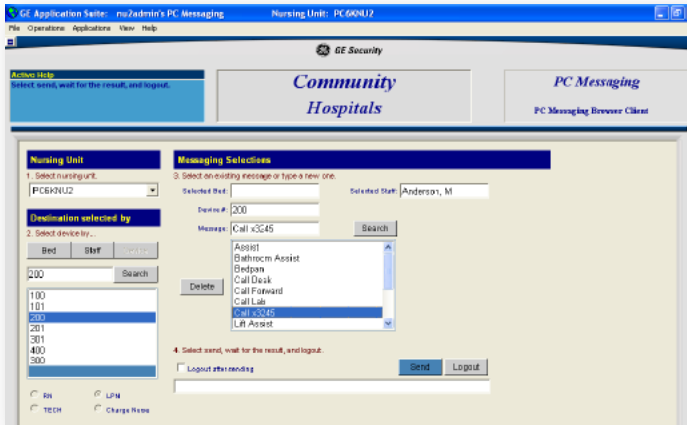 GE Application Suite: nu2admin's PC Messaging Nursing Unit: PC6KNU2
File Operations Applications View Help
GE Security
Active Help
Select send, wait for the result, and logout.
Community
Hospitals
PC Messaging
PC Messaging Browser Client
Nursing Unit
1. Select nursing unit.
PC6KNU2
Destination selected by
2. Select device by...
Bed Staff
200 Search
100
101
200
201
301
400
300
RN LPN
TECH Charge Nurse
Messaging Selections
3. Select an existing message or type a new one.
Selected Bed: Selected Staff: Anderson, M
Device #: 200
Message: Call x3245 Search
Assist
Bathroom Assist
Bedpan
Call Desk
Call Forward
Call Lab
Call x3245
Lift Assist
Delete
4. Select send, wait for the result, and logout.
Logout after sending Send Logout